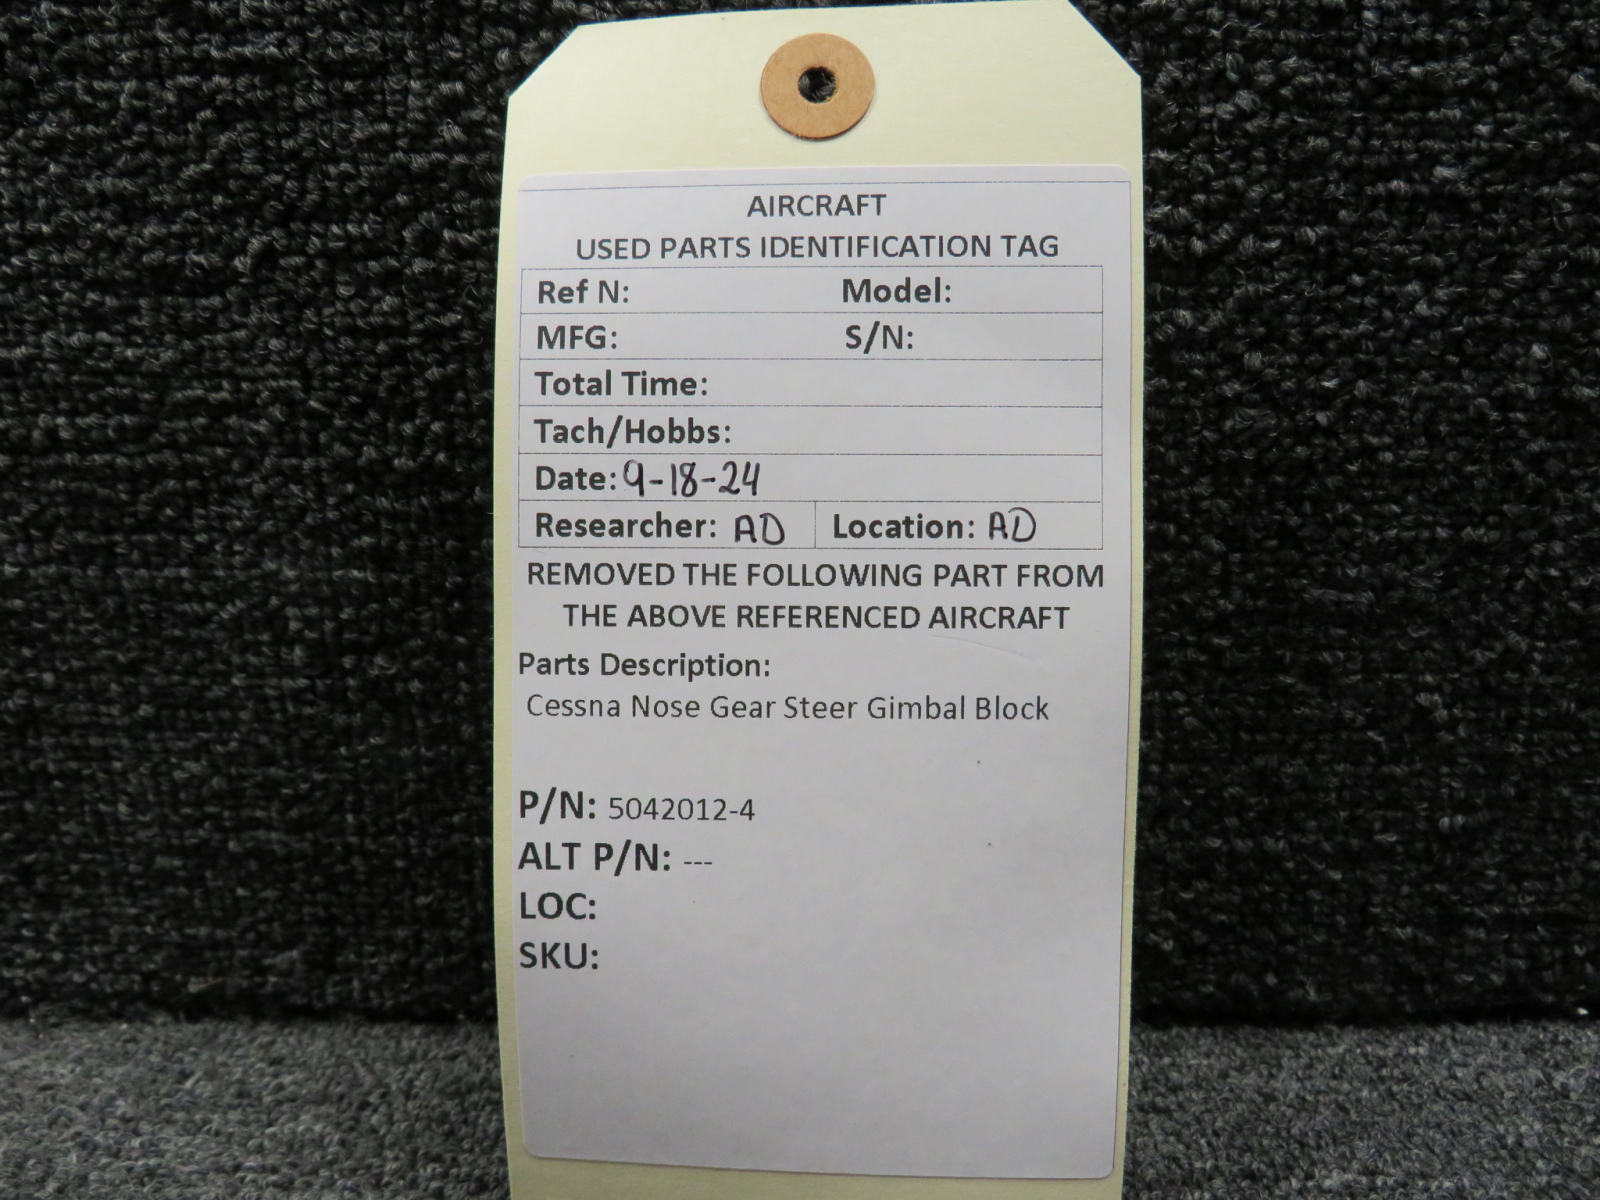 AIRCRAFT
USED PARTS IDENTIFICATION TAG
Ref N: Model:
MFG: S/N:
Total Time:
Tach/Hobbs:
Date: 9-18-24
Researcher: AD Location: AD
REMOVED THE FOLLOWING PART FROM
THE ABOVE REFERENCED AIRCRAFT
Parts Description:
Cessna Nose Gear Steer Gimbal Block
P/N: 5042012-4
ALT P/N: ---
LOC:
SKU: